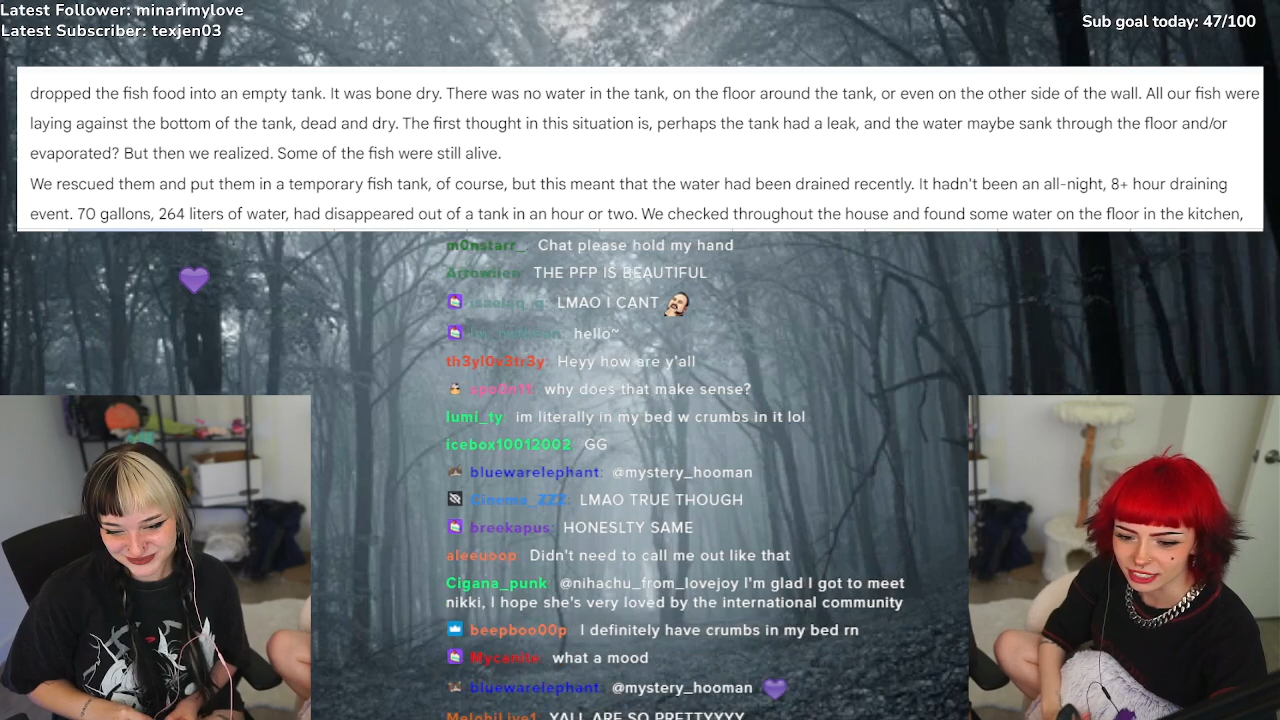 Latest Follower: minarimylove
Latest Subscriber: texjen03
Sub goal today: 47/100
dropped the fish food into an empty tank. It was bone dry. There was no water in the tank, on the floor around the tank, or even on the other side of the wall. All our fish were
laying against the bottom of the tank, dead and dry. The first thought in this situation is, perhaps the tank had a leak, and the water maybe sank through the floor and/or
evaporated? But then we realized. Some of the fish were still alive.
We rescued them and put them in a temporary fish tank, of course, but this meant that the water had been drained recently. It hadn't been an all-night, 8+ hour draining
event. 70 gallons, 264 liters of water, had disappeared out of a tank in an hour or two. We checked throughout the house and found some water on the floor in the kitchen,
m0nstarr_: Chat please hold my hand
THE PFP IS BEAUTIFUL
LMAO I CANT
hello~
th3yl0v3tr3y: Heyy how are y'all
why does that make sense?
lumi_ty: im literally in my bed w crumbs in it lol
icebox10012002: GG
bluewarelephant: @mystery_hooman
LMAO TRUE THOUGH
breekapus: HONESLTY SAME
aleeuoop: Didn't need to call me out like that
Cigana_punk: @nihachu_from_lovejoy I'm glad I got to meet
nikki, I hope she's very loved by the international community
beepboo00p: I definitely have crumbs in my bed rn
what a mood
bluewarelephant: @mystery_hooman
YALL ARE SO PRETTYYYY